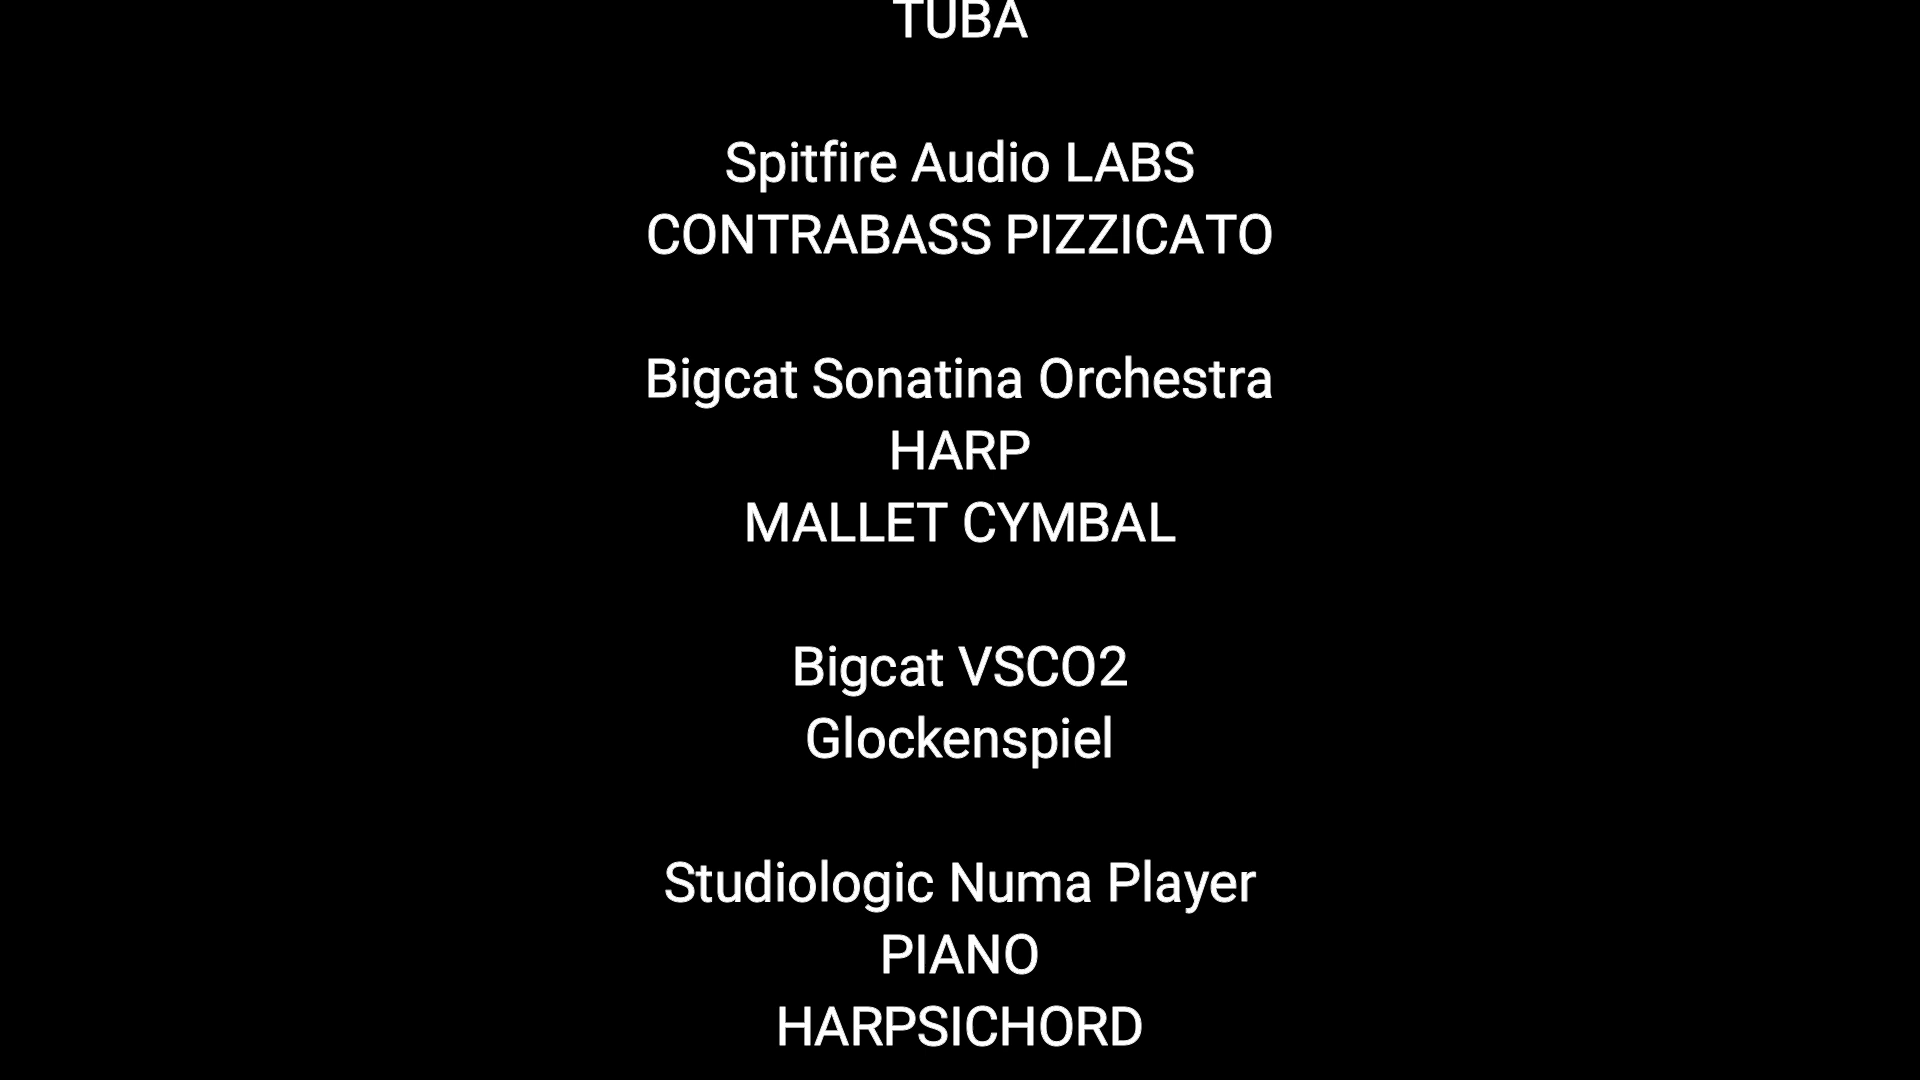 TUBA
Spitfire Audio LABS
CONTRABASS PIZZICATO
Bigcat Sonatina Orchestra
HARP
MALLET CYMBAL
Bigcat VSCO2
Glockenspiel
Studiologic Numa Player
PIANO
HARPSICHORD